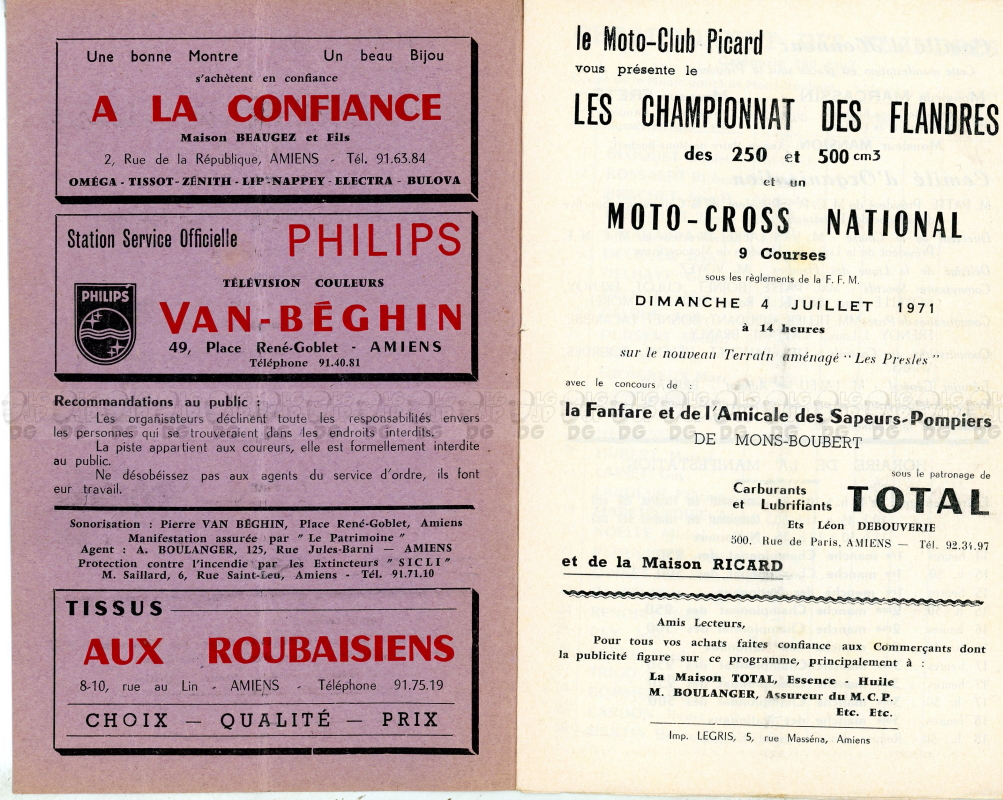 Une bonne Montre Un beau Bijou
s'achètent en confiance
A LA CONFIANCE
Maison BEAUGEZ et Fils
2, Rue de la République, AMIENS - Tél. 91.63.84
OMÉGA - TISSOT - ZÉNITH - LIP - NAPPEY - ELECTRA - BULOVA
Station Service Officielle PHILIPS
TÉLÉVISION COULEURS
PHILIPS
VAN-BÉGHIN
49, Place René-Goblet - AMIENS
Téléphone 91.40.81
Recommandations au public :
Les organisateurs déclinent toute les responsabilités envers
les personnes qui se trouveraient dans les endroits interdits.
La piste appartient aux coureurs, elle est formellement interdite
au public.
Ne désobéissez pas aux agents du service d'ordre, ils font
eur travail.
Sonorisation : Pierre VAN BÉGHIN, Place René-Goblet, Amiens
Manifestation assurée par " Le Patrimoine "
Agent : A. BOULANGER, 125, Rue Jules-Barni — AMIENS
Protection contre l'incendie par les Extincteurs " SICLI "
M. Saillard, 6, Rue Saint-Leu, Amiens - Tél. 91.71.10
TISSUS
AUX ROUBAISIENS
8-10, rue au Lin - AMIENS - Téléphone 91.75.19
CHOIX — QUALITÉ — PRIX
le Moto-Club Picard
vous présente le
LES CHAMPIONNAT DES FLANDRES
des 250 et 500 cm3
et un
MOTO-CROSS NATIONAL
9 Courses
sous les règlements de la F. F. M.
DIMANCHE 4 JUILLET 1971
à 14 heures
sur le nouveau Terrain aménagé " Les Presles "
avec le concours de :
la Fanfare et de l'Amicale des Sapeurs-Pompiers
DE MONS-BOUBERT
sous le patronage de
Carburants
et Lubrifiants TOTAL
Ets Léon DEBOUVERIE
500, Rue de Paris, AMIENS — Tél. 92.34.97
et de la Maison RICARD
Amis Lecteurs,
Pour tous vos achats faites confiance aux Commerçants dont
la publicité figure sur ce programme, principalement à :
La Maison TOTAL, Essence - Huile
M. BOULANGER, Assureur du M.C.P.
Etc. Etc.
Imp. LEGRIS, 5, rue Masséna, Amiens